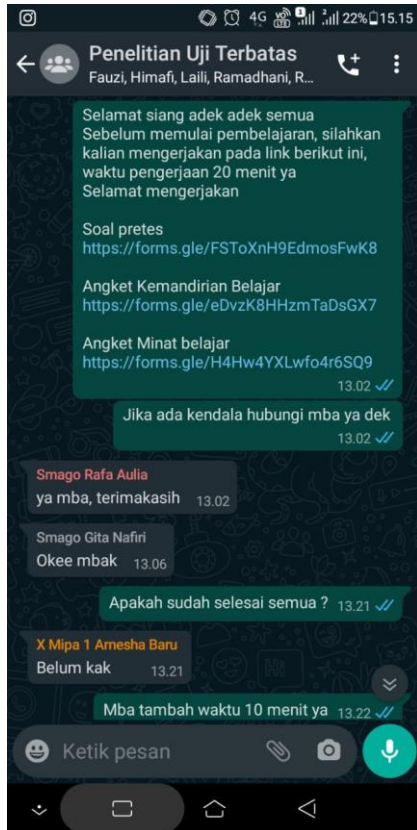 4G 22% 15.15
Penelitian Uji Terbatas
Fauzi, Himafi, Laili, Ramadhani, R...
Selamat siang adek adek semua
Sebelum memulai pembelajaran, silahkan
kalian mengerjakan pada link berikut ini,
waktu pengerjaan 20 menit ya
Selamat mengerjakan
Soal pretes
https://forms.gle/FSToXnH9EdmosFwK8
Angket Kemandirian Belajar
https://forms.gle/eDvzK8HHzmTaDsGX7
Angket Minat belajar
https://forms.gle/H4Hw4YXLwfo4r6SQ9
13.02
Jika ada kendala hubungi mba ya dek
13.02
Smago Rafa Aulia
ya mba, terimakasih 13.02
Smago Gita Nafiri
Okee mbak 13.06
Apakah sudah selesai semua ? 13.21
X Mipa 1 Amesha Baru
Belum kak 13.21
Mba tambah waktu 10 menit ya 13.22
Ketik pesan